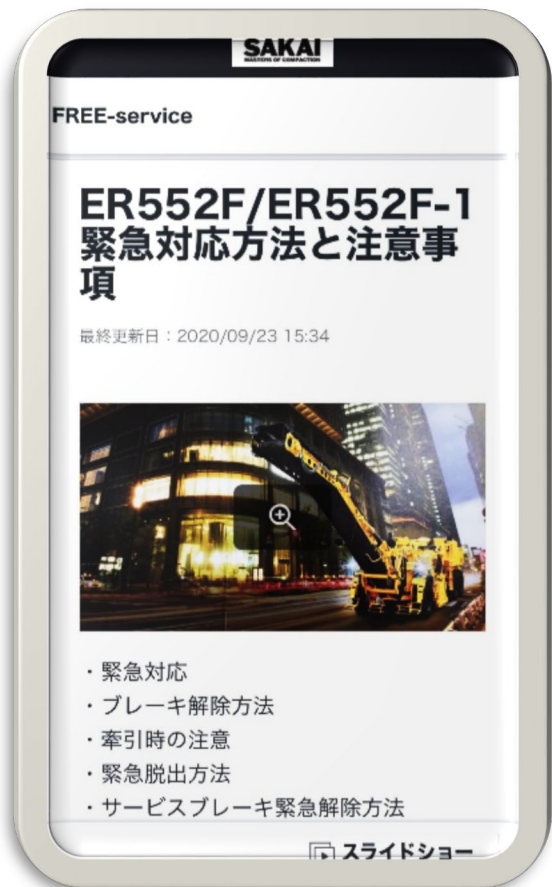 SAKAI
MASTERS OF COMPACTION
FREE-service
ER552F/ER552F-1
緊急対応方法と注意事
項
最終更新日：2020/09/23 15:34
・緊急対応
・ブレーキ解除方法
・牽引時の注意
・緊急脱出方法
・サービスブレーキ緊急解除方法
スライドショー